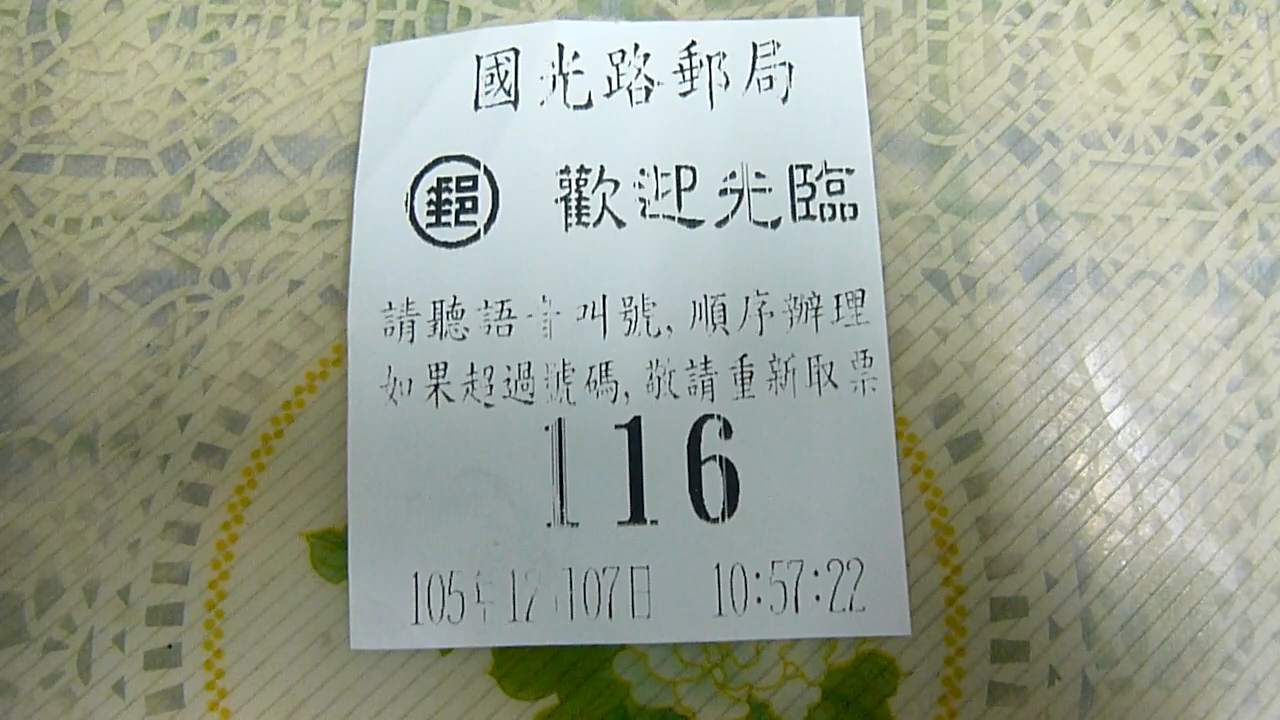 國光路郵局
郵 歡迎光臨
請聽語音叫號,順序辦理
如果超過號碼,敬請重新取票
116
105年12月07日 10:57:22